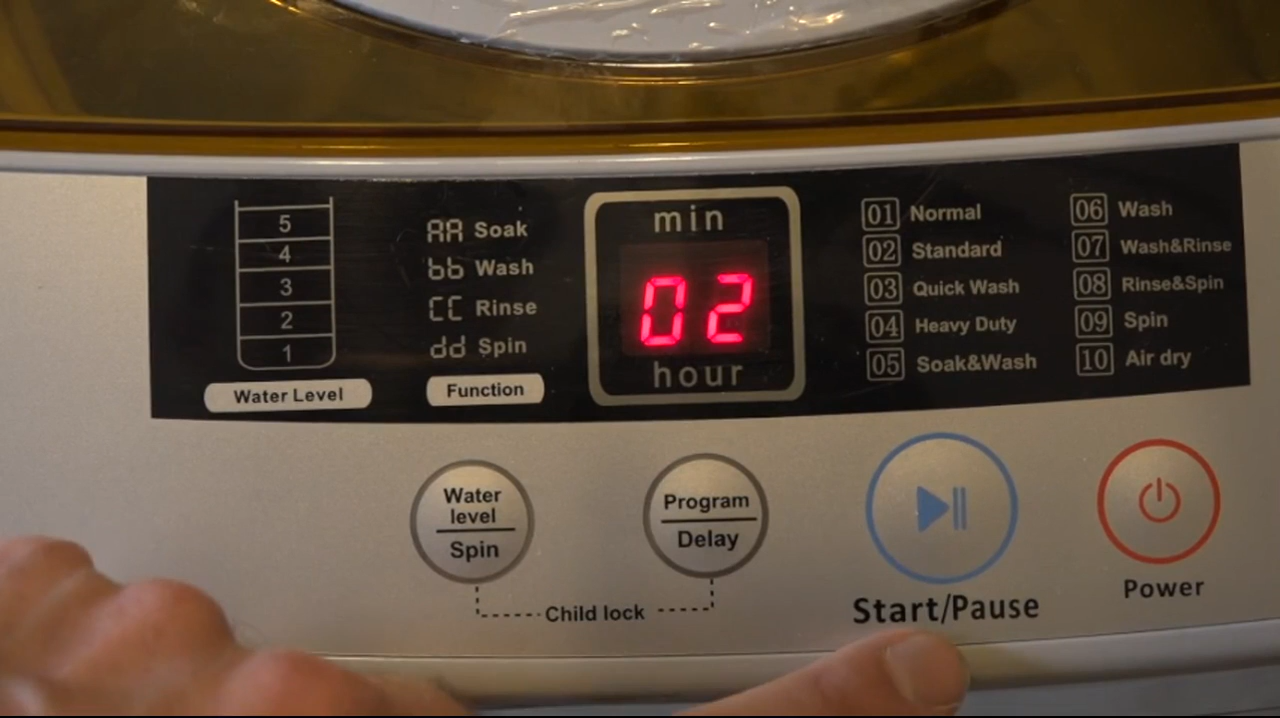 5
4
3
2
1
Water Level
AA Soak
bb Wash
CC Rinse
dd Spin
Function
min
02
hour
01 Normal
02 Standard
03 Quick Wash
04 Heavy Duty
05 Soak&Wash
06 Wash
07 Wash&Rinse
08 Rinse&Spin
09 Spin
10 Air dry
Water
level
Spin
Program
Delay
Child lock
Start/Pause
Power